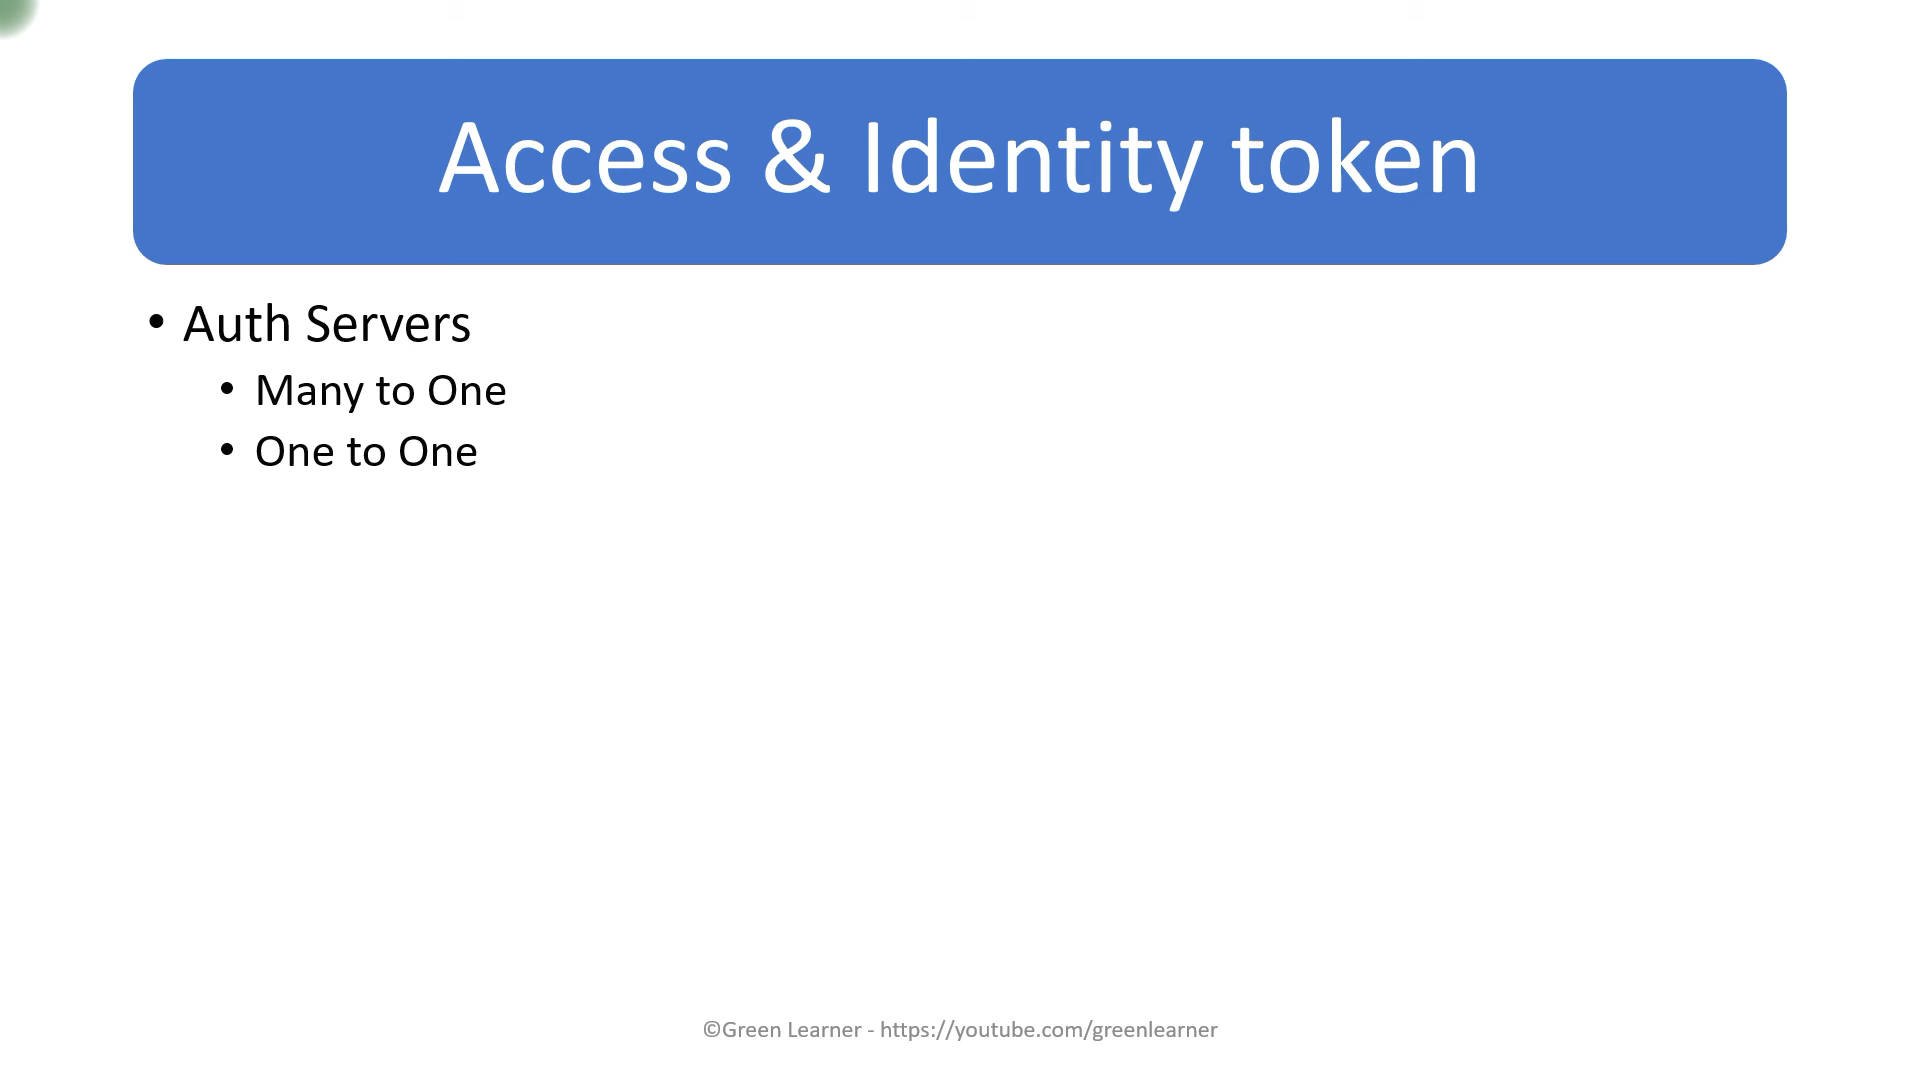 Access & Identity token
• Auth Servers
• Many to One
• One to One
©Green Learner - https://youtube.com/greenlearner